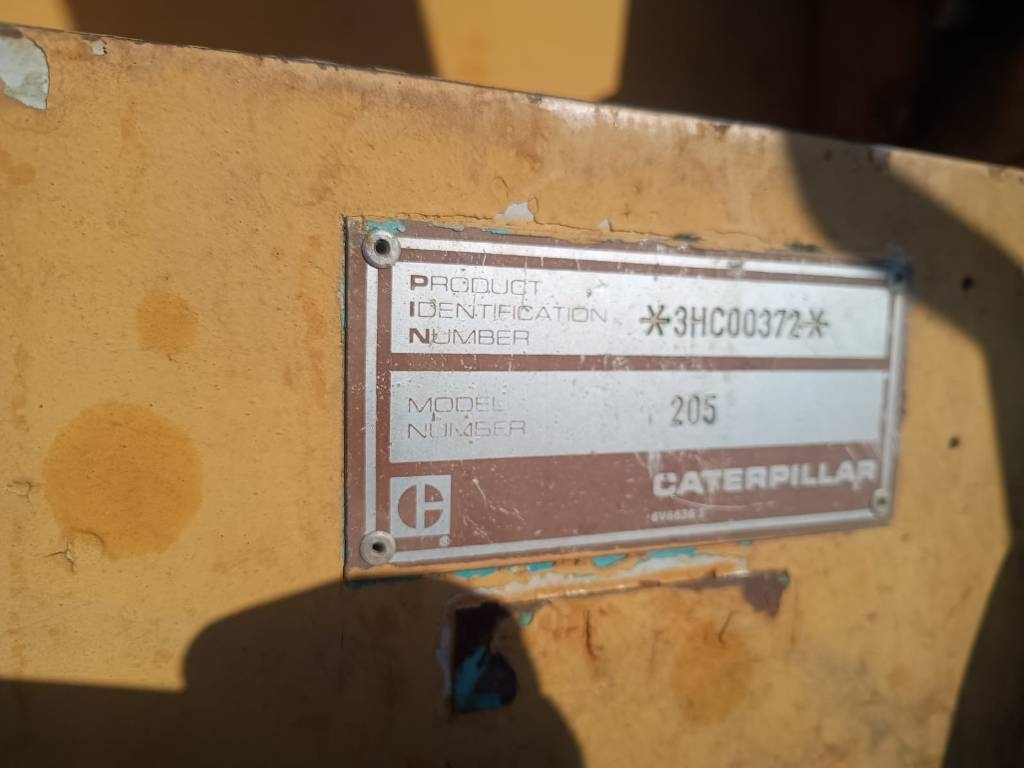 PRODUCT
IDENTIFICATION
NUMBER
*3HC00372*
MODEL
NUMBER
205
CATERPILLAR